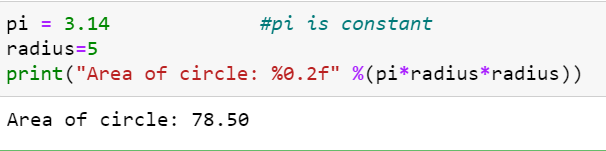 pi = 3.14 #pi is constant
radius=5
print("Area of circle: %0.2f" %(pi*radius*radius))
Area of circle: 78.50